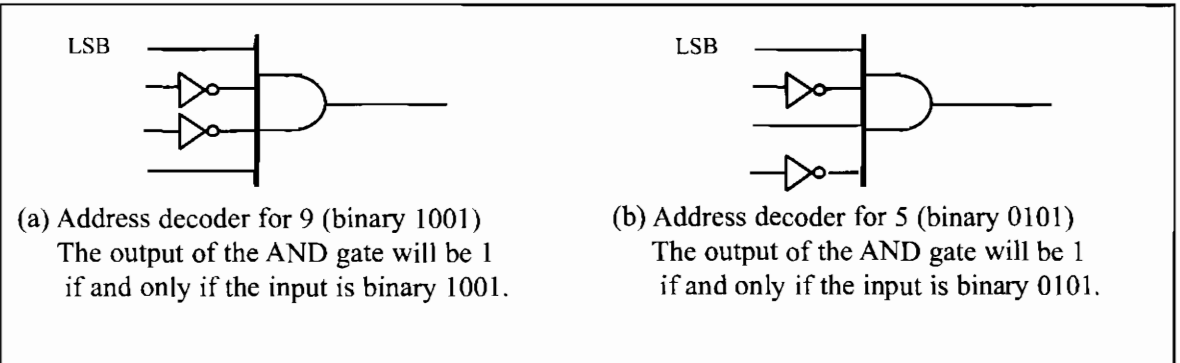 LSB
LSB
(a) Address decoder for 9 (binary 1001)
The output of the AND gate will be 1
if and only if the input is binary 1001.
(b) Address decoder for 5 (binary 0101)
The output of the AND gate will be 1
if and only if the input is binary 0101.